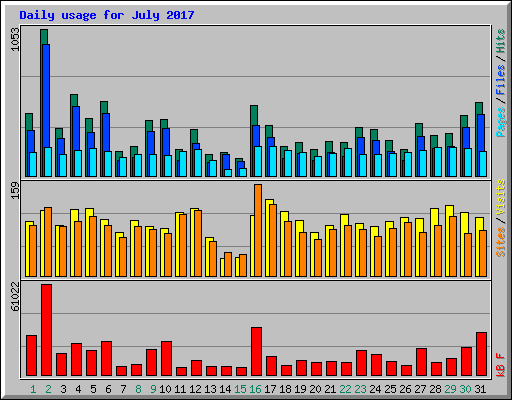 Daily usage for July 2017
1053
Pages / Files / Hits
189
Sites / Visits
61022
kB F
1 2 3 4 5 6 7 8 9 10 11 12 13 14 15 16 17 18 19 20 21 22 23 24 25 26 27 28 29 30 31